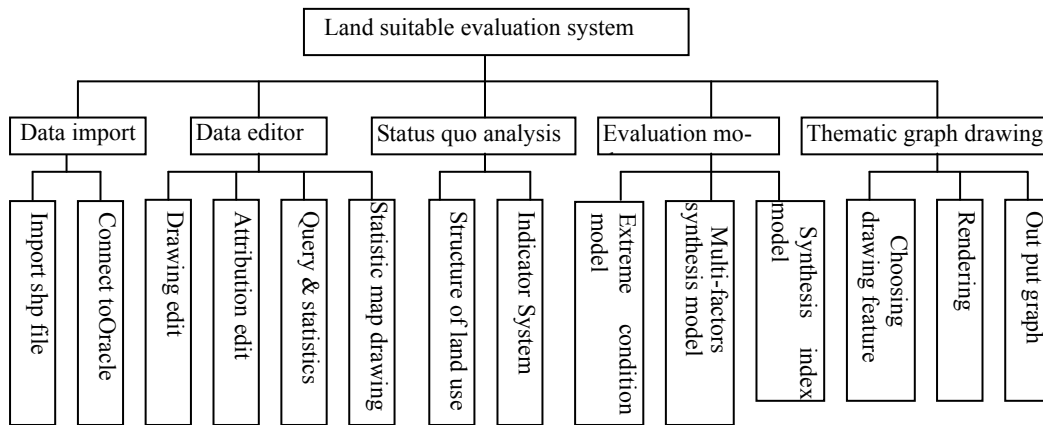 Land suitable evaluation system
Data import
Data editor
Status quo analysis
Evaluation mo-
Thematic graph drawing
Import shp file
Connect toOracle
Drawing edit
Attribution edit
Query & statistics
Statistic map drawing
Structure of land use
Indicator System
Extreme condition
model
Multi-factors
synthesis model
Synthesis index
model
Choosing
drawing feature
Rendering
Out put graph